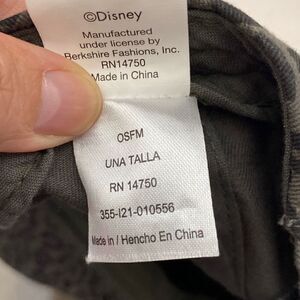 ©Disney
Manufactured
under license by
Berkshire Fashions, Inc.
RN14750
Made in China
OSFM
UNA TALLA
RN 14750
355-I21-010556
Made in / Hencho En China